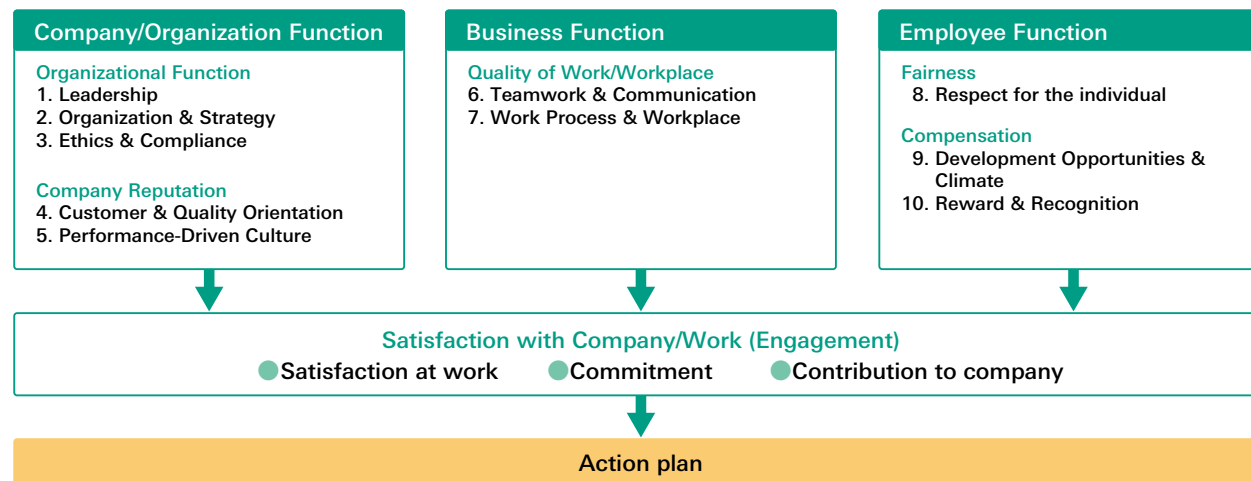 Company/Organization Function
Organizational Function
1. Leadership
2. Organization & Strategy
3. Ethics & Compliance
Company Reputation
4. Customer & Quality Orientation
5. Performance-Driven Culture
Business Function
Quality of Work/Workplace
6. Teamwork & Communication
7. Work Process & Workplace
Employee Function
Fairness
8. Respect for the individual
Compensation
9. Development Opportunities &
Climate
10. Reward & Recognition
Satisfaction with Company/Work (Engagement)
Satisfaction at work Commitment Contribution to company
Action plan